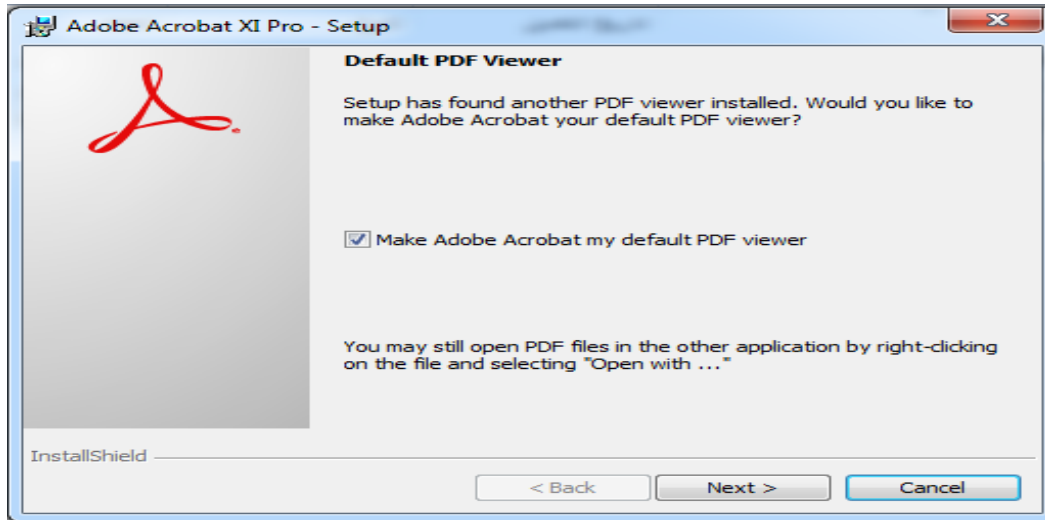 Adobe Acrobat XI Pro - Setup
Default PDF Viewer
Setup has found another PDF viewer installed. Would you like to
make Adobe Acrobat your default PDF viewer?
Make Adobe Acrobat my default PDF viewer
You may still open PDF files in the other application by right-clicking
on the file and selecting "Open with ..."
InstallShield
< Back
Next >
Cancel